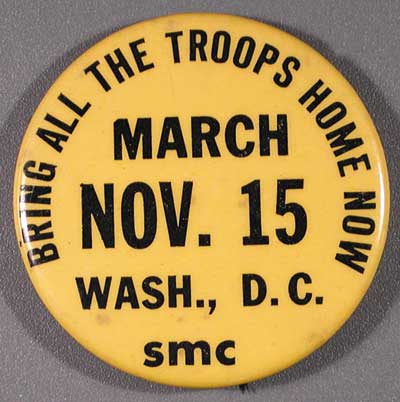 BRING ALL THE TROOPS HOME NOW
MARCH
NOV. 15
WASH., D.C.
smc